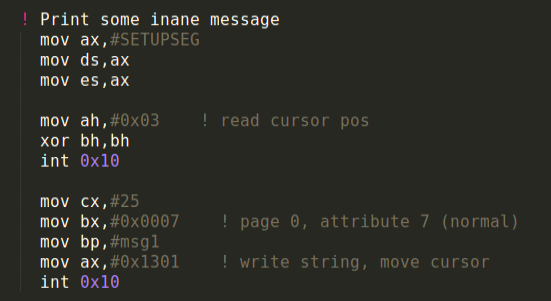 ! Print some inane message
mov ax,#SETUPSEG
mov ds,ax
mov es,ax
mov ah,#0x03 ! read cursor pos
xor bh,bh
int 0x10
mov cx,#25
mov bx,#0x0007 ! page 0, attribute 7 (normal)
mov bp,#msg1
mov ax,#0x1301 ! write string, move cursor
int 0x10